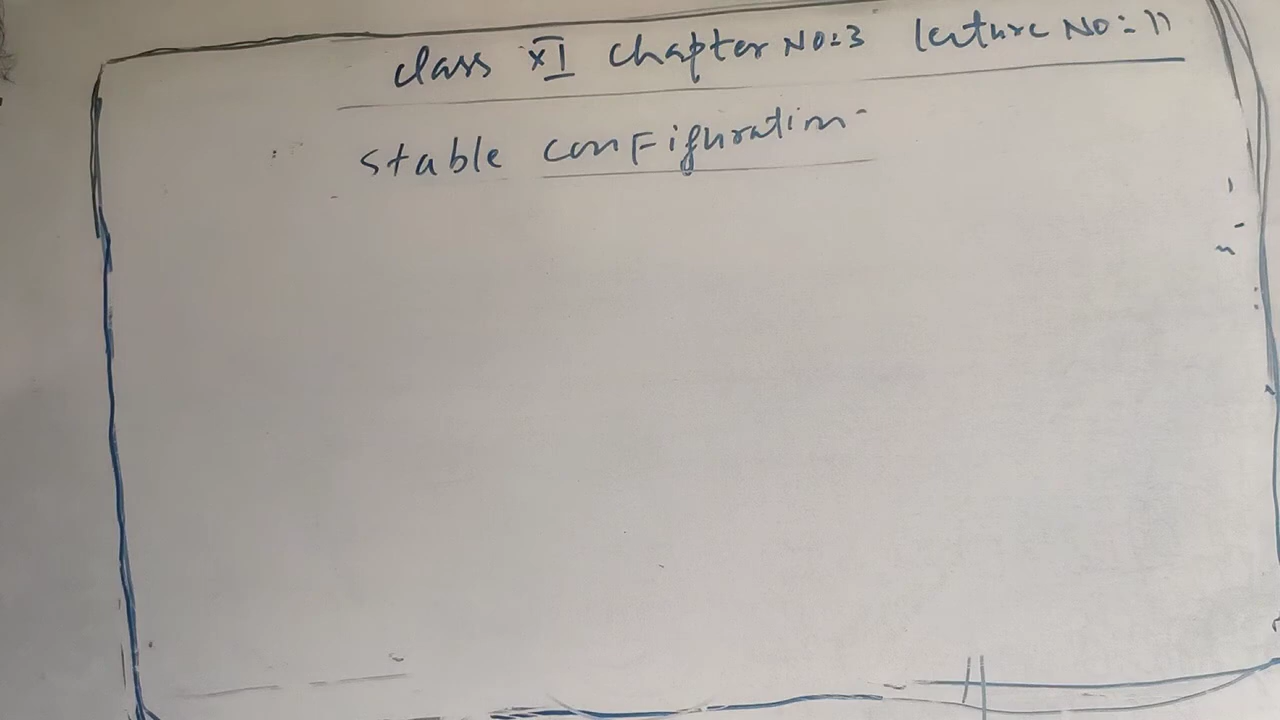 class XI chapter NO:3 lecture NO:- 11
stable configuration-